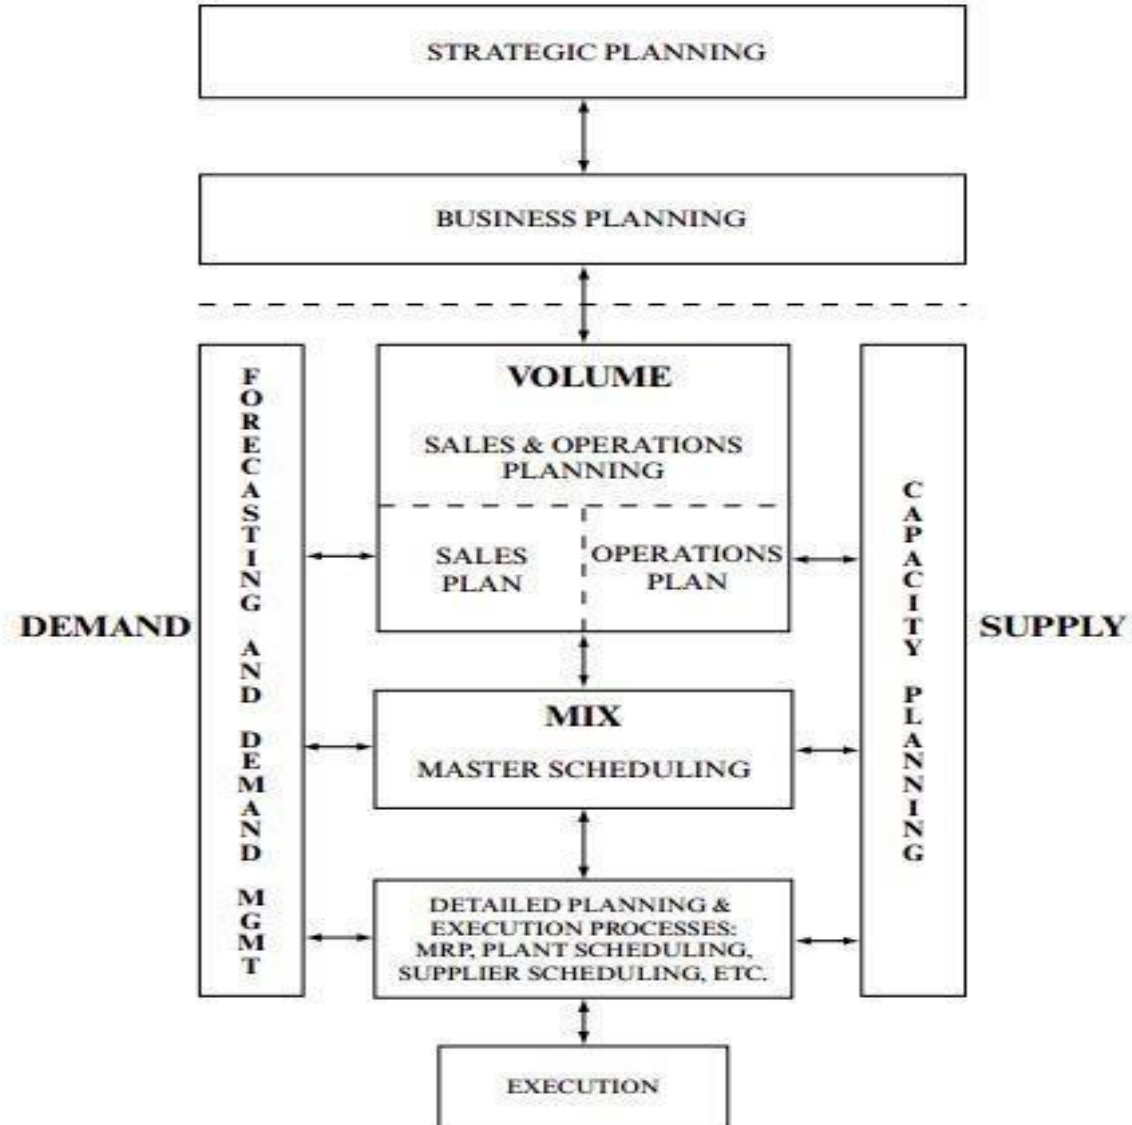 STRATEGIC PLANNING
BUSINESS PLANNING
VOLUME
SALES & OPERATIONS
PLANNING
SALES
PLAN
OPERATIONS
PLAN
FORECASTING AND DEMAND MGMT
CAPACITY PLANNING
DEMAND
SUPPLY
MIX
MASTER SCHEDULING
DETAILED PLANNING &
EXECUTION PROCESSES:
MRP, PLANT SCHEDULING,
SUPPLIER SCHEDULING, ETC.
EXECUTION